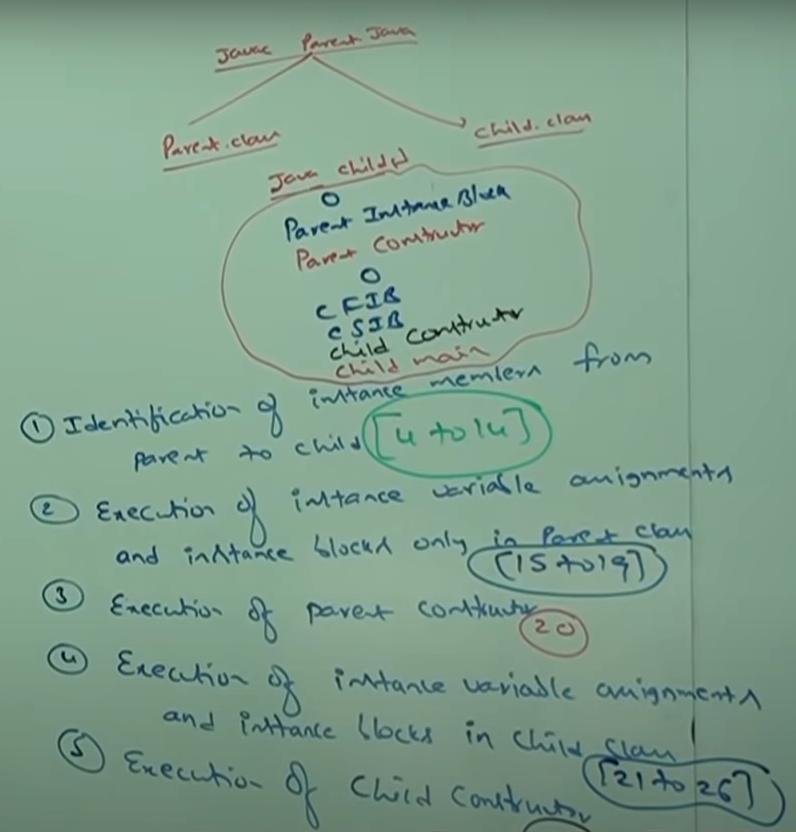 Javac Parent.Java
Parent.class
Child.class
Java child↵
0
Parent Instance Block
Parent Constructor
0
CFIB
CSIB
child Constructor
Child main
① Identification of instance members from
parent to child [4 to 14]
② Execution of instance variable assignments
and instance blocks only in Parent class
[15 to 19]
③ Execution of parent constructor
20
④ Execution of instance variable assignments
and instance blocks in child class
[21 to 26]
⑤ Execution of child constructor